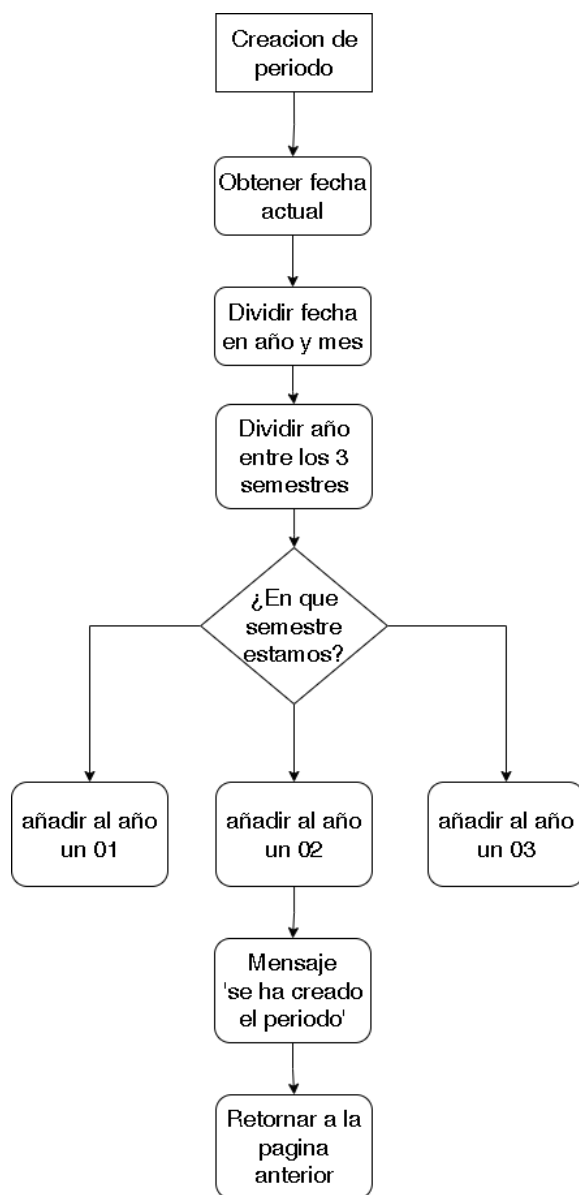 Creacion de
periodo
Obtener fecha
actual
Dividir fecha
en año y mes
Dividir año
entre los 3
semestres
¿En que
semestre
estamos?
añadir al año
un 01
añadir al año
un 02
añadir al año
un 03
Mensaje
'se ha creado
el periodo'
Retornar a la
pagina
anterior